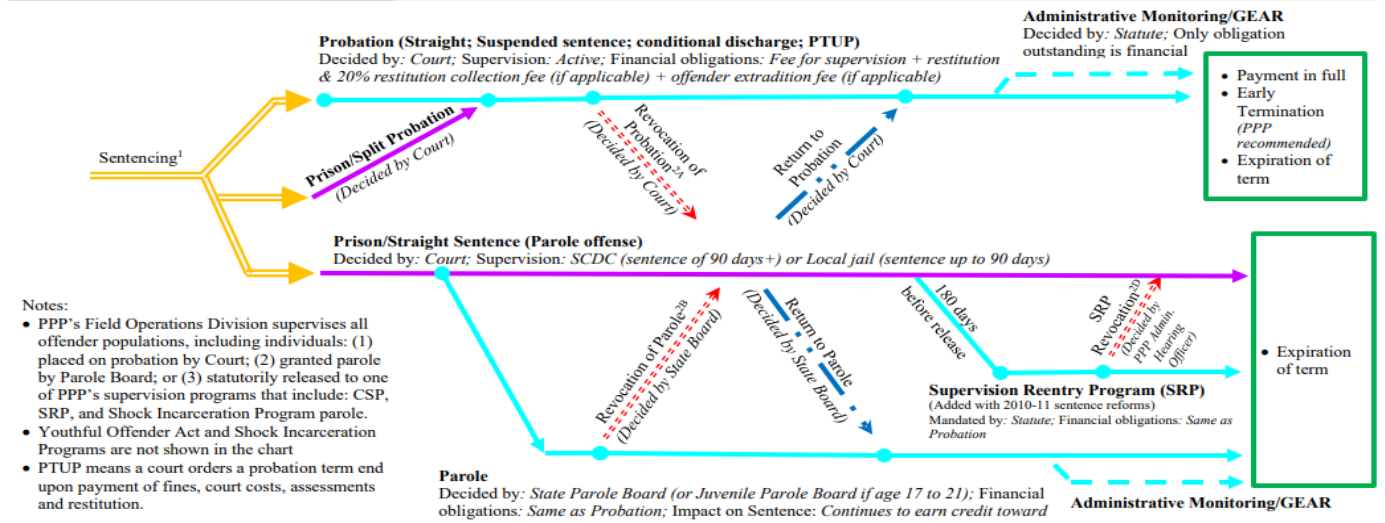 Administrative Monitoring/GEAR
Decided by: Statute; Only obligation
outstanding is financial
Probation (Straight; Suspended sentence; conditional discharge; PTUP)
Decided by: Court; Supervision: Active; Financial obligations: Fee for supervision + restitution
& 20% restitution collection fee (if applicable) + offender extradition fee (if applicable)
• Payment in full
• Early
Termination
(PPP
recommended)
• Expiration of
term
Sentencing1
Prison/Split Probation
(Decided by Court)
Revocation of
Probation2A
(Decided by Court)
Return to
Probation
(Decided by Court)
Prison/Straight Sentence (Parole offense)
Decided by: Court; Supervision: SCDC (sentence of 90 days+) or Local jail (sentence up to 90 days)
Notes:
• PPP's Field Operations Division supervises all
offender populations, including individuals: (1)
placed on probation by Court; (2) granted parole
by Parole Board; or (3) statutorily released to one
of PPP's supervision programs that include: CSP,
SRP, and Shock Incarceration Program parole.
• Youthful Offender Act and Shock Incarceration
Programs are not shown in the chart
• PTUP means a court orders a probation term end
upon payment of fines, court costs, assessments
and restitution.
Revocation of Parole2B
(Decided by State Board)
Return to Parole
(Decided by State Board)
180 days
before release
SRP
Revocation2D
(Decided by
PPP Admin.
Hearing
Officer)
• Expiration
of term
Supervision Reentry Program (SRP)
(Added with 2010-11 sentence reforms)
Mandated by: Statute; Financial obligations: Same as
Probation
Parole
Decided by: State Parole Board (or Juvenile Parole Board if age 17 to 21); Financial
obligations: Same as Probation; Impact on Sentence: Continues to earn credit toward
Administrative Monitoring/GEAR